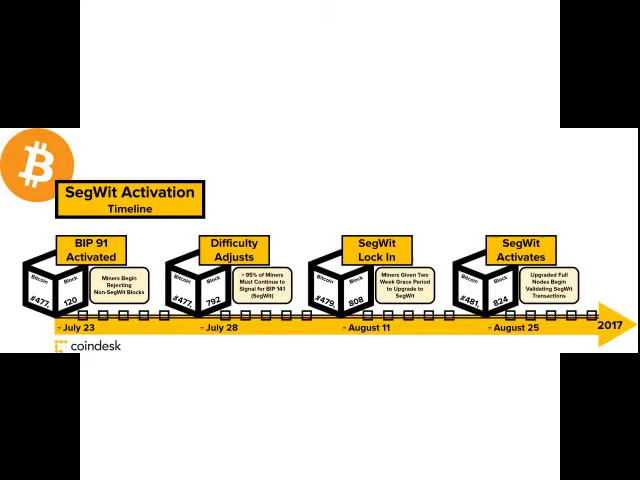 SegWit Activation
Timeline
BIP 91
Activated
Miners Begin
Rejecting
Non-SegWit Blocks
Bitcoin
Block
#477,
120
Difficulty
Adjusts
> 95% of Miners
Must Continue to
Signal for BIP 141
(SegWit)
Bitcoin
Block
#477,
792
SegWit
Lock In
Miners Given Two
Week Grace Period
to Upgrade to
SegWit
Bitcoin
Block
#479,
808
SegWit
Activates
Upgraded Full
Nodes Begin
Validating SegWit
Transactions
Bitcoin
Block
#481,
824
~ July 23
~ July 28
~ August 11
~ August 25
2017
coindesk